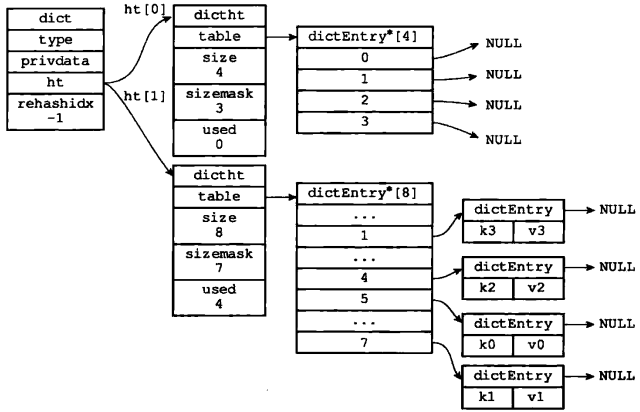 dict
type
privdata
ht
rehashidx
-1
ht[0]
ht[1]
dictht
table
size
4
sizemask
3
used
0
dictEntry*[4]
0
1
2
3
NULL
NULL
NULL
NULL
dictht
table
size
8
sizemask
7
used
4
dictEntry*[8]
...
1
...
4
5
...
7
dictEntry
k3 v3
NULL
dictEntry
k2 v2
NULL
dictEntry
k0 v0
NULL
dictEntry
k1 v1
NULL